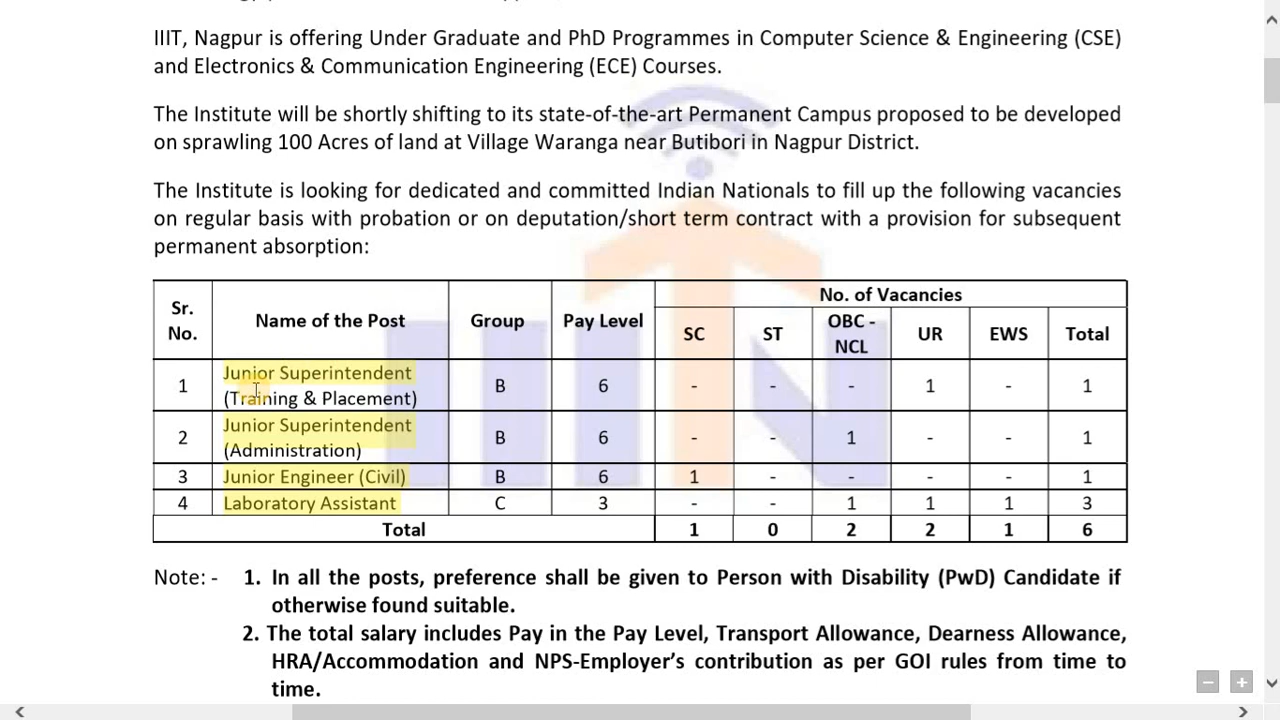 IIIT, Nagpur is offering Under Graduate and PhD Programmes in Computer Science & Engineering (CSE)
and Electronics & Communication Engineering (ECE) Courses.
The Institute will be shortly shifting to its state-of-the-art Permanent Campus proposed to be developed
on sprawling 100 Acres of land at Village Waranga near Butibori in Nagpur District.
The Institute is looking for dedicated and committed Indian Nationals to fill up the following vacancies
on regular basis with probation or on deputation/short term contract with a provision for subsequent
permanent absorption:
Sr. No. Name of the Post Group Pay Level No. of Vacancies
SC ST OBC - NCL UR EWS Total
1 Junior Superintendent (Training & Placement) B 6 - - - 1 - 1
2 Junior Superintendent (Administration) B 6 - - 1 - - 1
3 Junior Engineer (Civil) B 6 1 - - - - 1
4 Laboratory Assistant C 3 - - 1 1 1 3
Total 1 0 2 2 1 6
Note: - 1. In all the posts, preference shall be given to Person with Disability (PwD) Candidate if
otherwise found suitable.
2. The total salary includes Pay in the Pay Level, Transport Allowance, Dearness Allowance,
HRA/Accommodation and NPS-Employer's contribution as per GOI rules from time to
time.